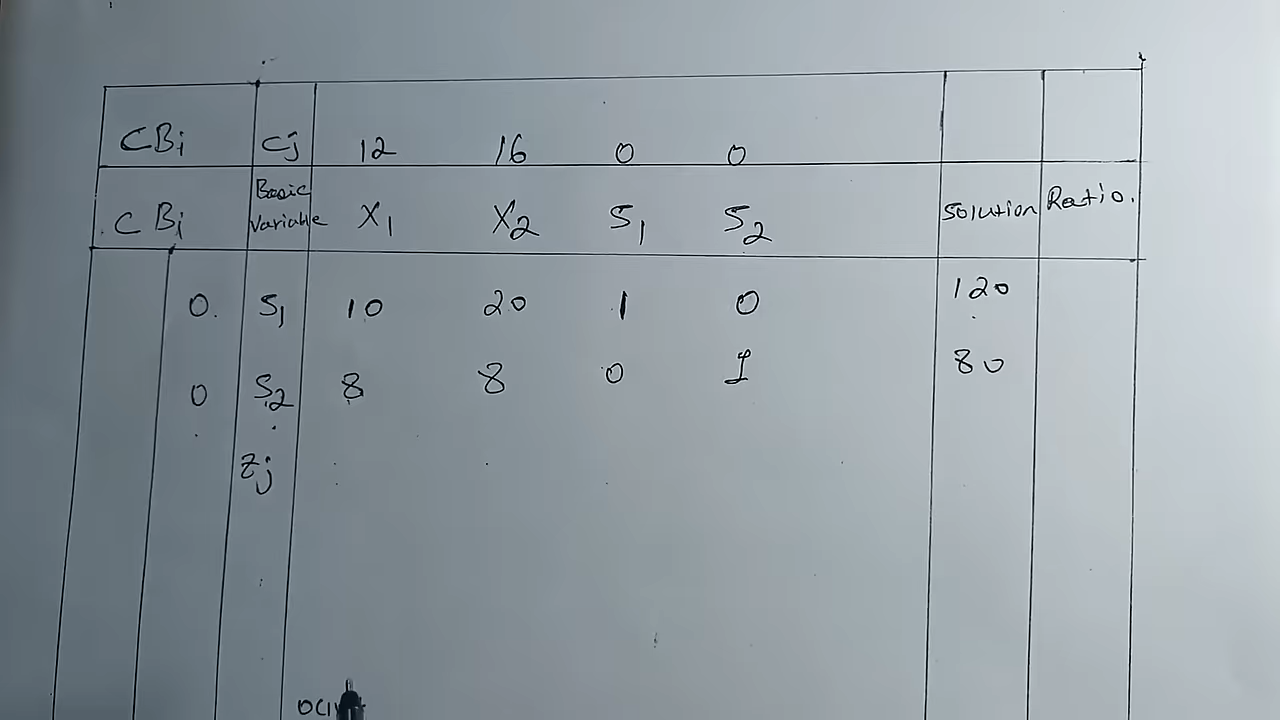 CBi Cj 12 16 0 0
CBi Basic Variable X1 X2 S1 S2 Solution Ratio.
0. S1 10 20 1 0 120
0 S2 8 8 0 1 80
Zj